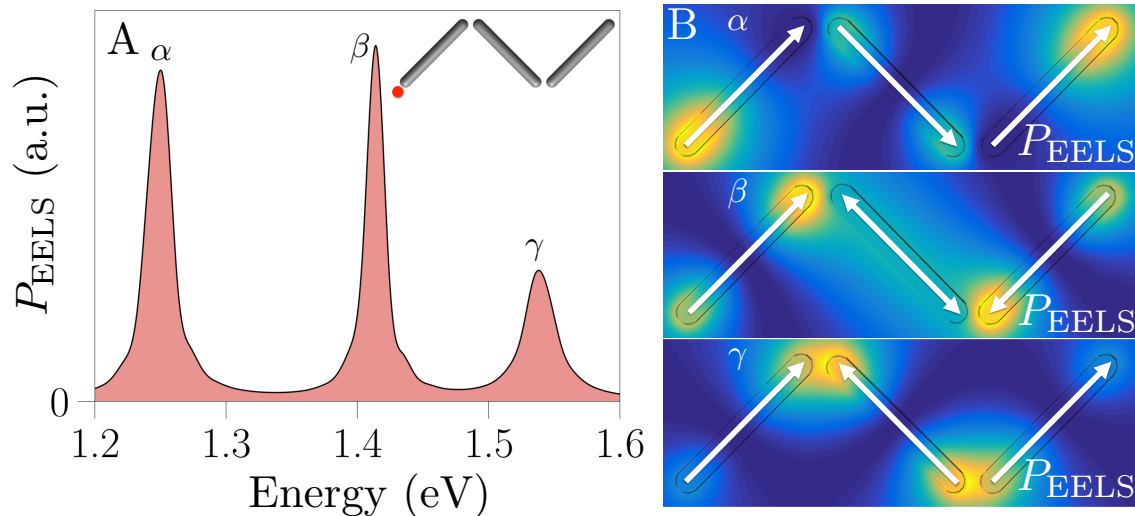 A
α
β
γ
P_EELS (a.u.)
0
1.2 1.3 1.4 1.5 1.6
Energy (eV)
B
α
P_EELS
β
P_EELS
γ
P_EELS